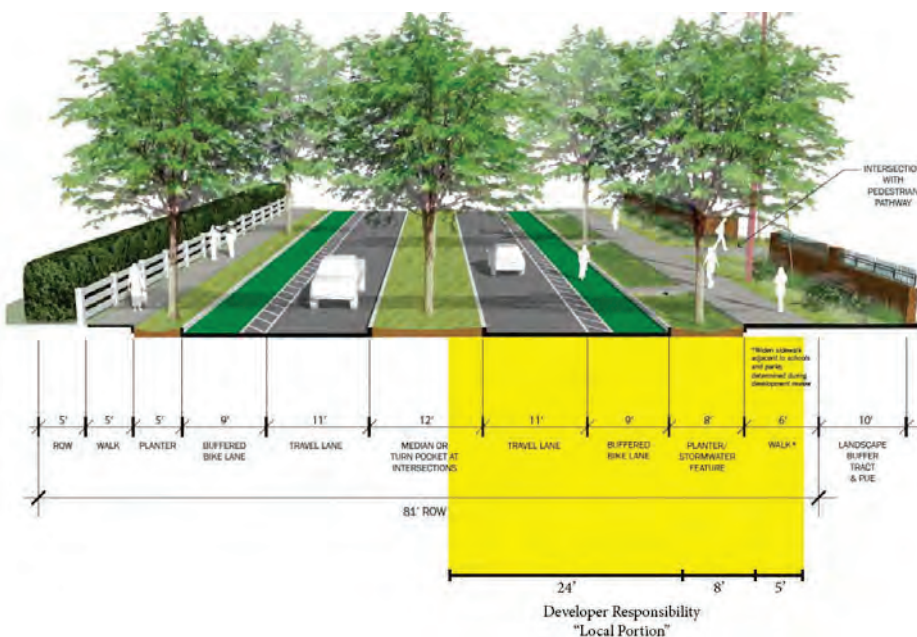 INTERSECTION
WITH
PEDESTRIAN
PATHWAY
*Widen sidewalk
adjacent to schools
and parks;
determined during
development review
5' 5' 5' 9' 11' 12' 11' 9' 8' 6' 10'
ROW WALK PLANTER BUFFERED BIKE LANE TRAVEL LANE MEDIAN OR TURN POCKET AT INTERSECTIONS TRAVEL LANE BUFFERED BIKE LANE PLANTER/ STORMWATER FEATURE WALK* LANDSCAPE BUFFER TRACT & PUE
81' ROW
24' 8' 5'
Developer Responsibility
"Local Portion"